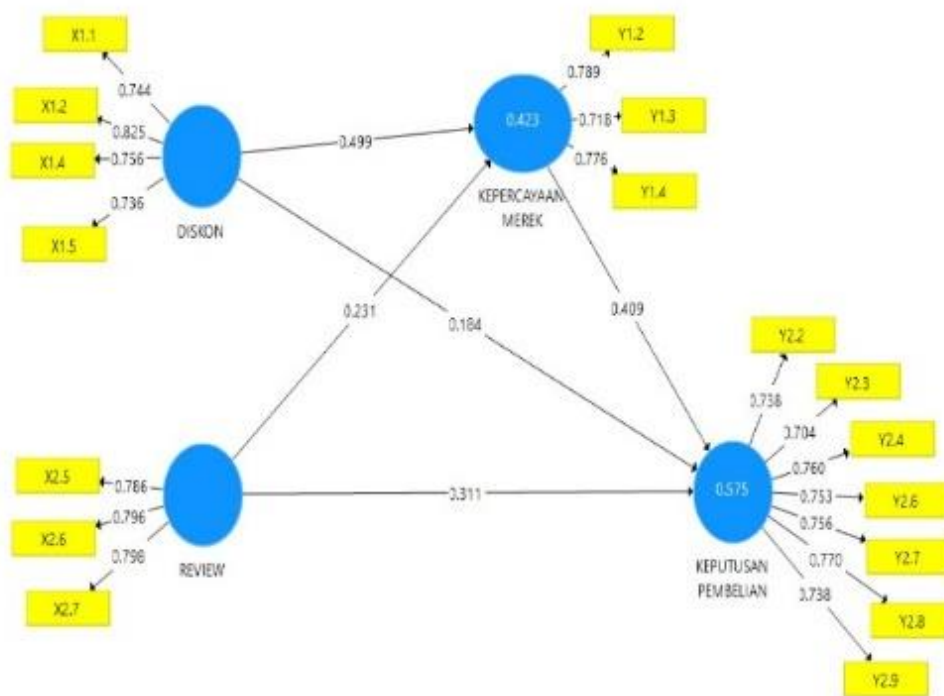 X1.1
0.744
X1.2
0.825
X1.4
0.756
0.736
X1.5
DISKON
0.499
Y1.2
0.789
0.423
0.718
Y1.3
0.776
Y1.4
KEPERCAYAAN
MEREK
0.231
0.184
0.409
X2.5
0.786
X2.6
0.796
0.798
X2.7
REVIEW
0.311
Y2.2
0.738
Y2.3
0.704
Y2.4
0.760
0.575
0.753
Y2.6
0.756
Y2.7
0.770
Y2.8
0.738
Y2.9
KEPUTUSAN
PEMBELIAN